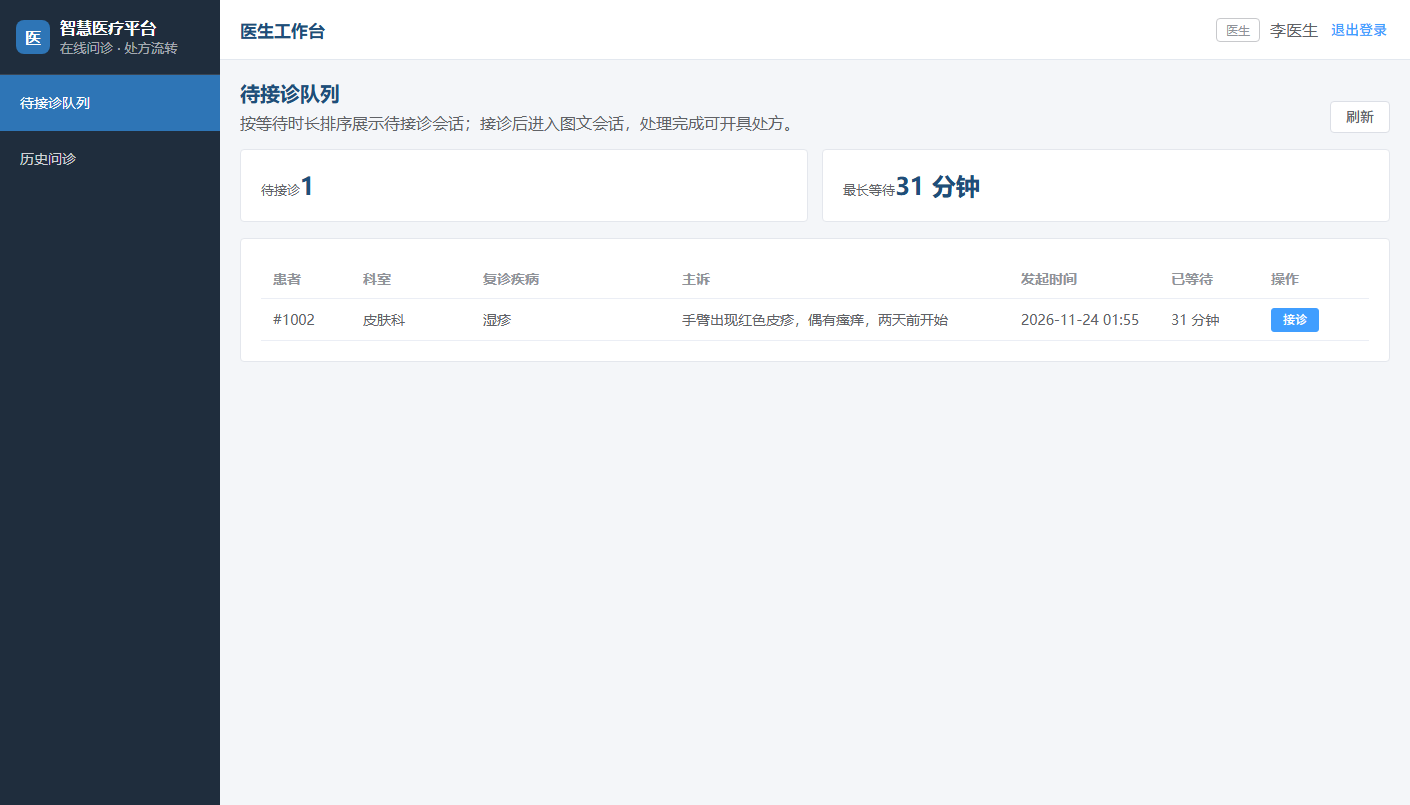 医
智慧医疗平台
在线问诊 · 处方流转
待接诊队列
历史问诊
医生工作台
医生 李医生 退出登录
待接诊队列
按等待时长排序展示待接诊会话；接诊后进入图文会话，处理完成可开具处方。
刷新
待接诊1
最长等待31 分钟
患者 科室 复诊疾病 主诉 发起时间 已等待 操作
#1002 皮肤科 湿疹 手臂出现红色皮疹，偶有瘙痒，两天前开始 2026-11-24 01:55 31 分钟 接诊